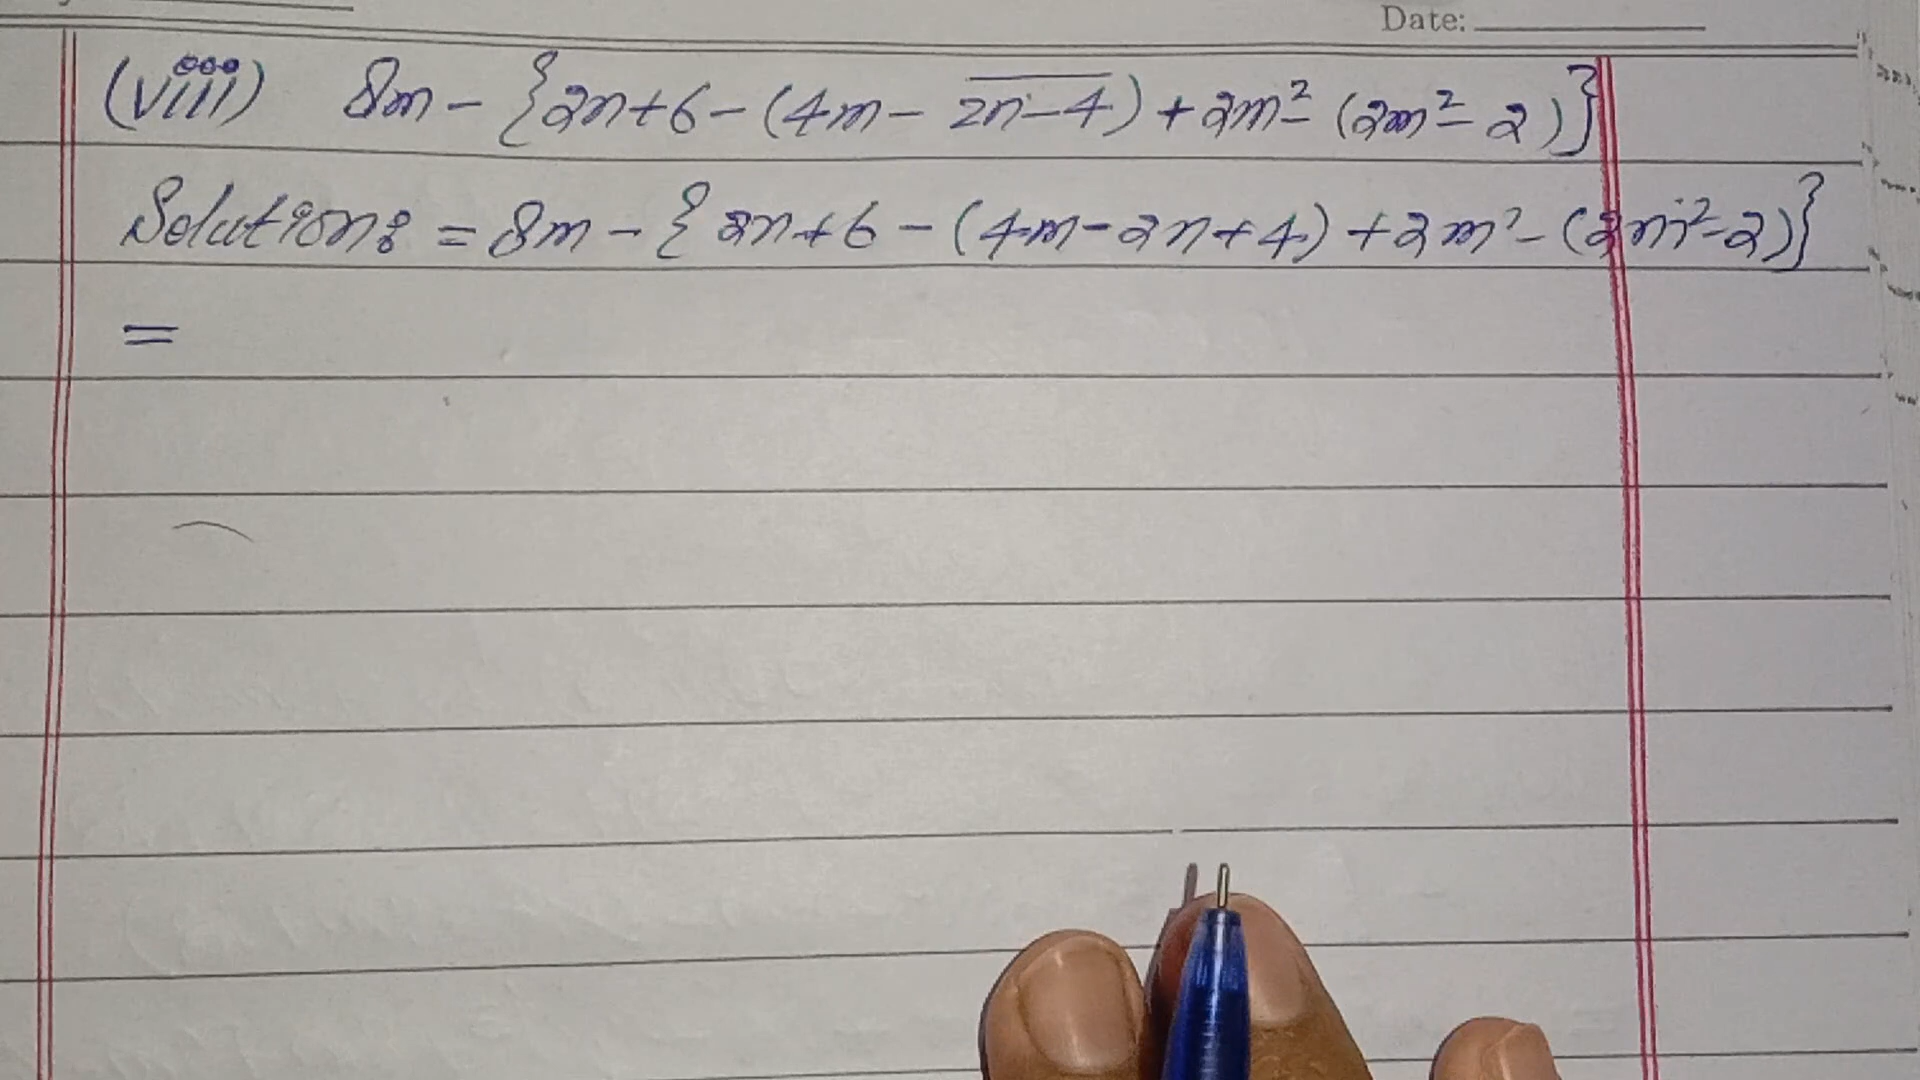 Date:
(viii) 8m - {2n+6-(4m- \overline{2n-4})+2m²-(2m²-2)}
Solution: = 8m - {2n+6-(4m-2n+4)+2m²-(2m²-2)}
=